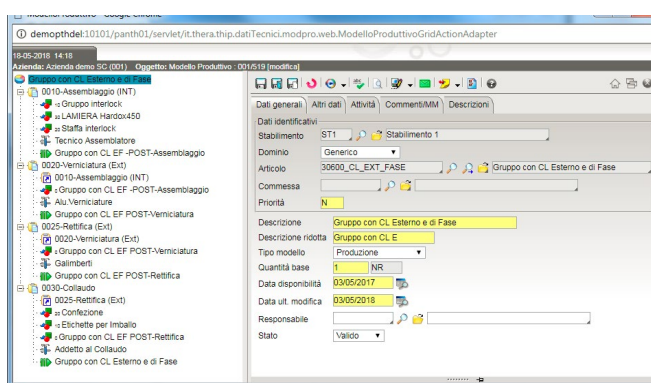 ModelloProduttivo - Google Chrome
demopthdel:10101/panth01/servlet/it.thera.thip.datiTecnici.modpro.web.ModelloProduttivoGridActionAdapter
18-05-2018 14:18
Azienda: Azienda demo SC (001) Oggetto: Modello Produttivo : 001/519 [modifica]
Gruppo con CL Esterno e di Fase
0010-Assemblaggio (INT)
Gruppo interlock
LAMIERA Hardox450
Staffa interlock
Tecnico Assemblatore
Gruppo con CL EF -POST-Assemblaggio
0020-Verniciatura (Ext)
0010-Assemblaggio (INT)
Gruppo con CL EF -POST-Assemblaggio
Alu.Verniciature
Gruppo con CL EF POST-Verniciatura
0025-Rettifica (Ext)
0020-Verniciatura (Ext)
Gruppo con CL EF POST-Verniciatura
Galimberti
Gruppo con CL EF POST-Rettifica
0030-Collaudo
0025-Rettifica (Ext)
Confezione
Etichette per Imballo
Gruppo con CL EF POST-Rettifica
Addetto al Collaudo
Gruppo con CL Esterno e di Fase
Dati generali Altri dati Attività Commenti/MM Descrizioni
Dati identificativi
Stabilimento ST1 Stabilimento 1
Dominio Generico
Articolo 30600_CL_EXT_FASE Gruppo con CL Esterno e di Fase
Commessa
Priorità N
Descrizione Gruppo con CL Esterno e di Fase
Descrizione ridotta Gruppo con CL E
Tipo modello Produzione
Quantità base 1 NR
Data disponibilità 03/05/2017
Data ult. modifica 03/05/2018
Responsabile
Stato Valido